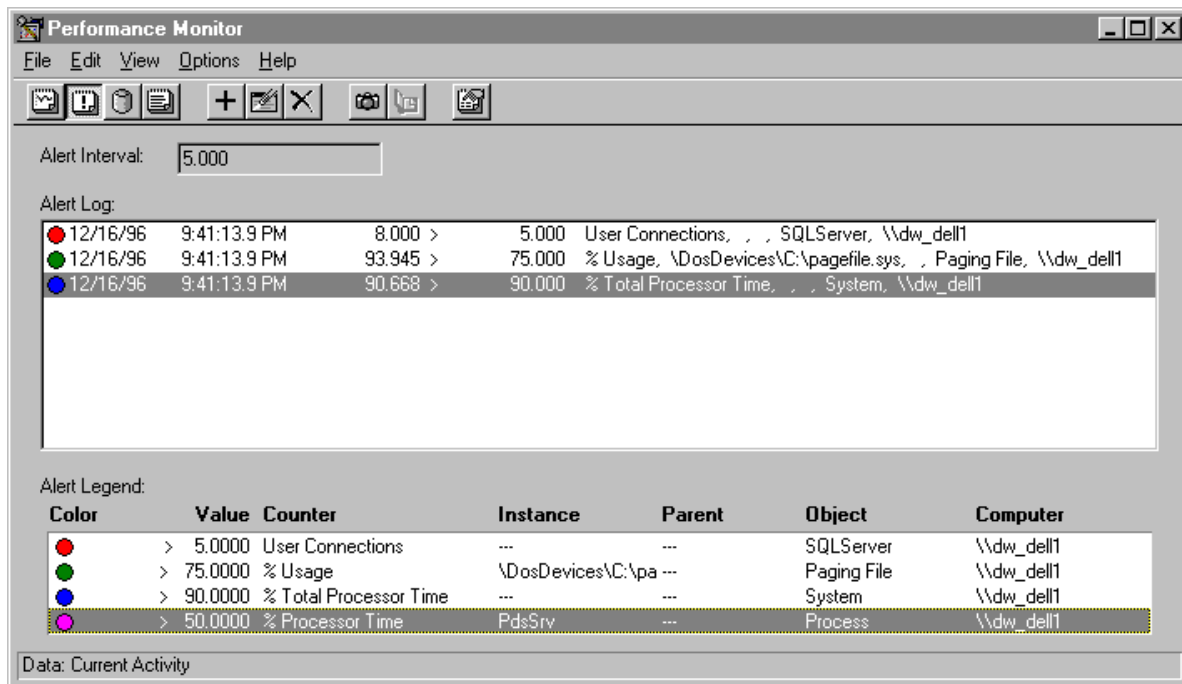 Performance Monitor
File Edit View Options Help
Alert Interval: 5.000
Alert Log:
12/16/96 9:41:13.9 PM 8.000 > 5.000 User Connections, , , SQLServer, \\dw_dell1
12/16/96 9:41:13.9 PM 93.945 > 75.000 % Usage, \DosDevices\C:\pagefile.sys, , Paging File, \\dw_dell1
12/16/96 9:41:13.9 PM 90.668 > 90.000 % Total Processor Time, , , System, \\dw_dell1
Alert Legend:
Color Value Counter Instance Parent Object Computer
> 5.0000 User Connections --- --- SQLServer \\dw_dell1
> 75.0000 % Usage \DosDevices\C:\pa --- Paging File \\dw_dell1
> 90.0000 % Total Processor Time --- --- System \\dw_dell1
> 50.0000 % Processor Time PdsSrv --- Process \\dw_dell1
Data: Current Activity